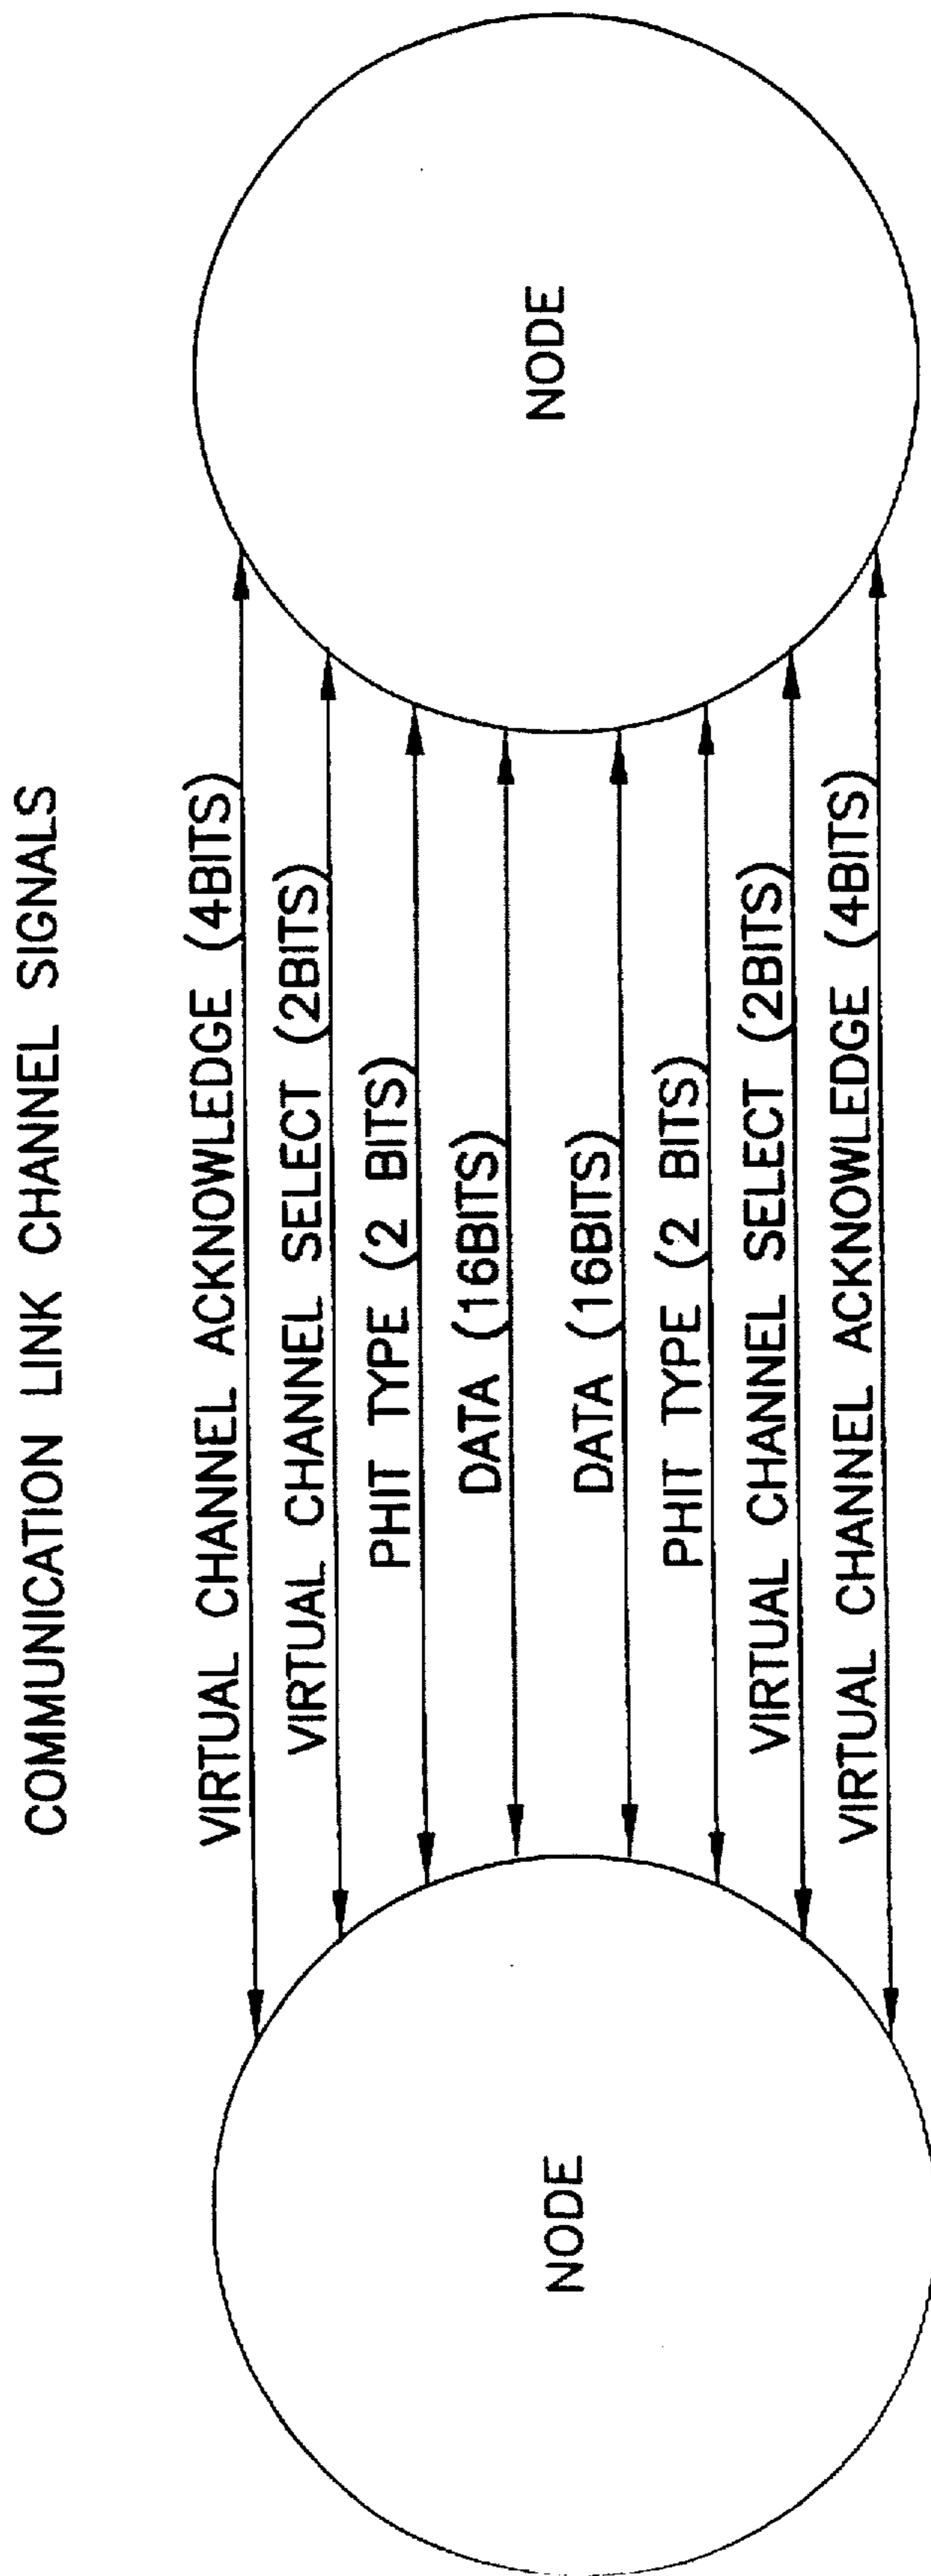 COMMUNICATION LINK CHANNEL SIGNALS
VIRTUAL CHANNEL ACKNOWLEDGE (4BITS)
VIRTUAL CHANNEL SELECT (2BITS)
PHIT TYPE (2 BITS)
DATA (16BITS)
NODE
NODE
DATA (16BITS)
PHIT TYPE (2 BITS)
VIRTUAL CHANNEL SELECT (2BITS)
VIRTUAL CHANNEL ACKNOWLEDGE (4BITS)